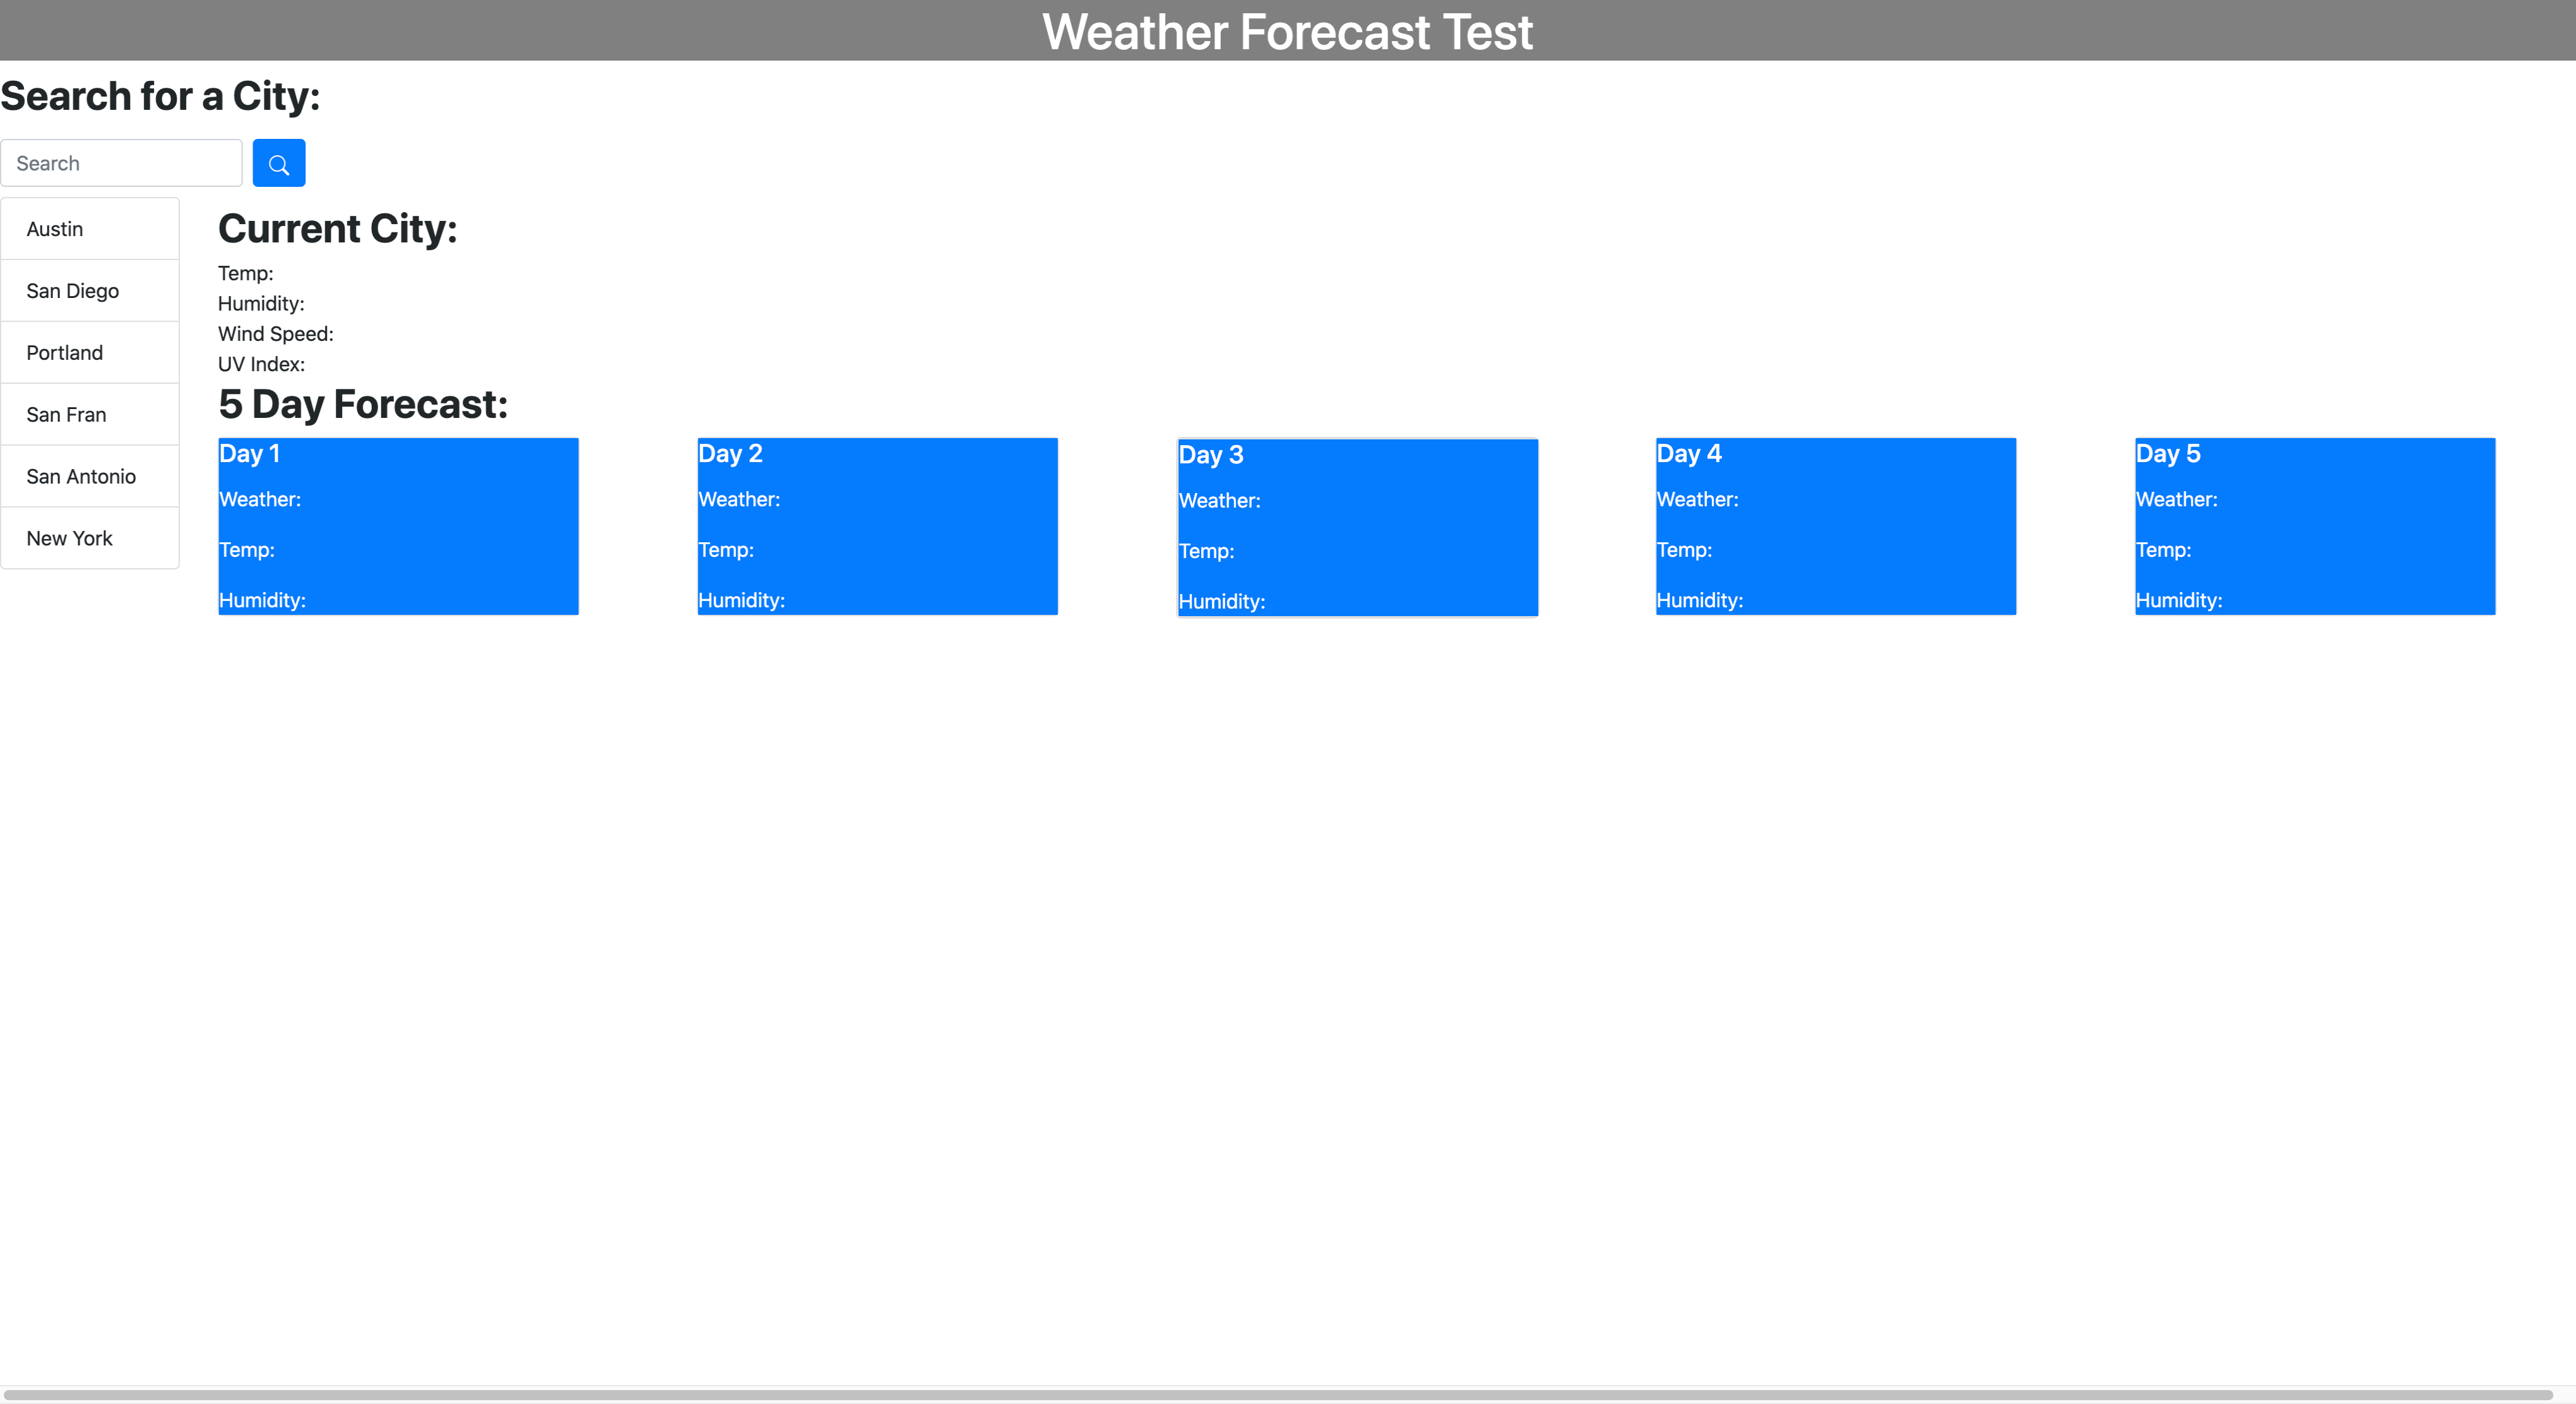 Weather Forecast Test
Search for a City:
Search
Austin
San Diego
Portland
San Fran
San Antonio
New York
Current City:
Temp:
Humidity:
Wind Speed:
UV Index:
5 Day Forecast:
Day 1
Weather:
Temp:
Humidity:
Day 2
Weather:
Temp:
Humidity:
Day 3
Weather:
Temp:
Humidity:
Day 4
Weather:
Temp:
Humidity:
Day 5
Weather:
Temp:
Humidity: